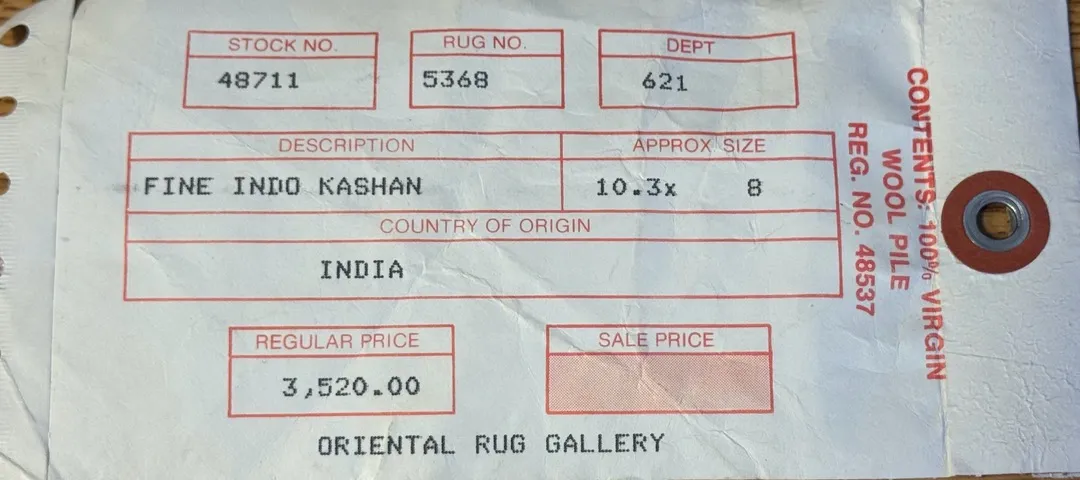 STOCK NO.
48711
RUG NO.
5368
DEPT
621
DESCRIPTION
FINE INDO KASHAN
APPROX SIZE
10.3x 8
COUNTRY OF ORIGIN
INDIA
REGULAR PRICE
3,520.00
SALE PRICE
ORIENTAL RUG GALLERY
CONTENTS: 100% VIRGIN
WOOL PILE
REG. NO. 48537